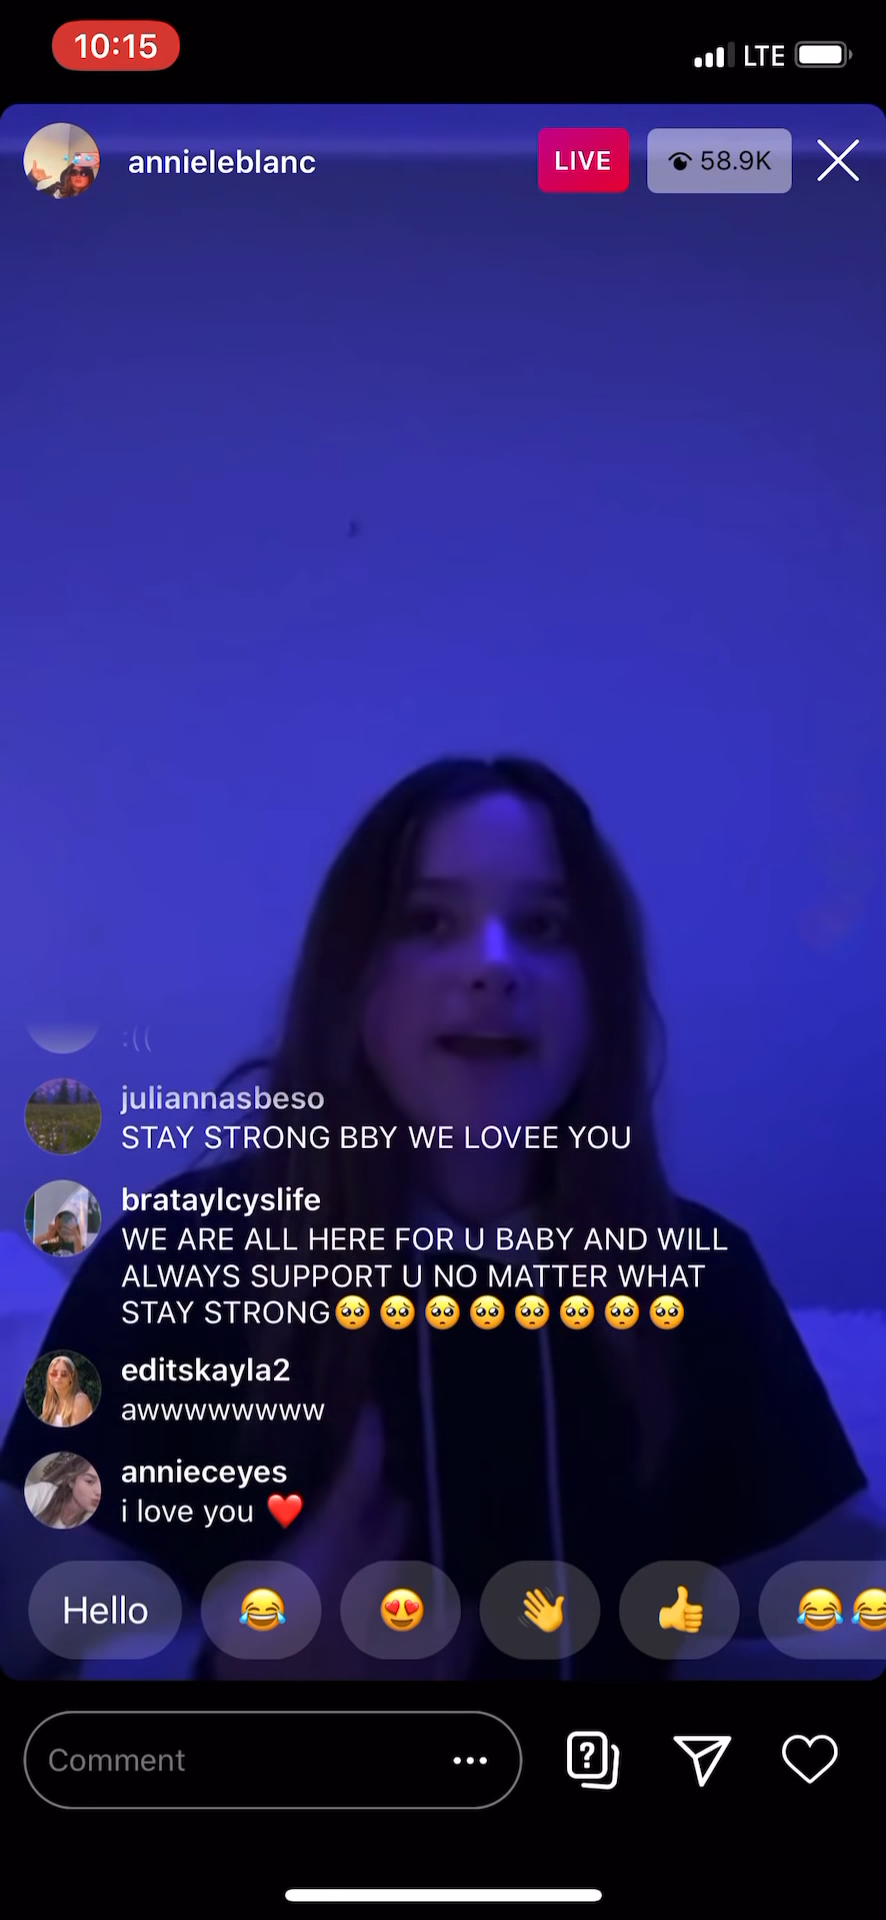 10:15
LTE
annieleblanc
LIVE
58.9K
:((
juliannasbeso
STAY STRONG BBY WE LOVEE YOU
brataylcyslife
WE ARE ALL HERE FOR U BABY AND WILL
ALWAYS SUPPORT U NO MATTER WHAT
STAY STRONG🥺🥺🥺🥺🥺🥺🥺🥺
editskayla2
awwwwwwww
annieceyes
i love you ❤️
Hello 😂 😍 👋 👍 😂😂
Comment